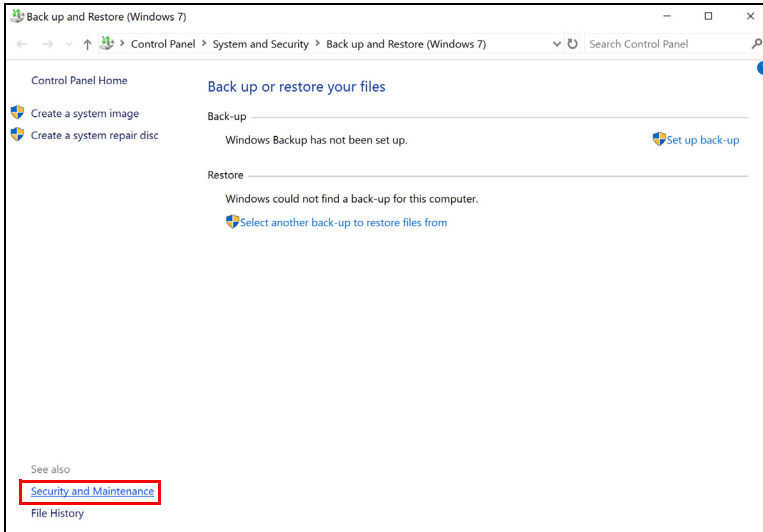 Back up and Restore (Windows 7)
Control Panel > System and Security > Back up and Restore (Windows 7)
Search Control Panel
Control Panel Home
Create a system image
Create a system repair disc
Back up or restore your files
Back-up
Windows Backup has not been set up.
Set up back-up
Restore
Windows could not find a back-up for this computer.
Select another back-up to restore files from
See also
Security and Maintenance
File History